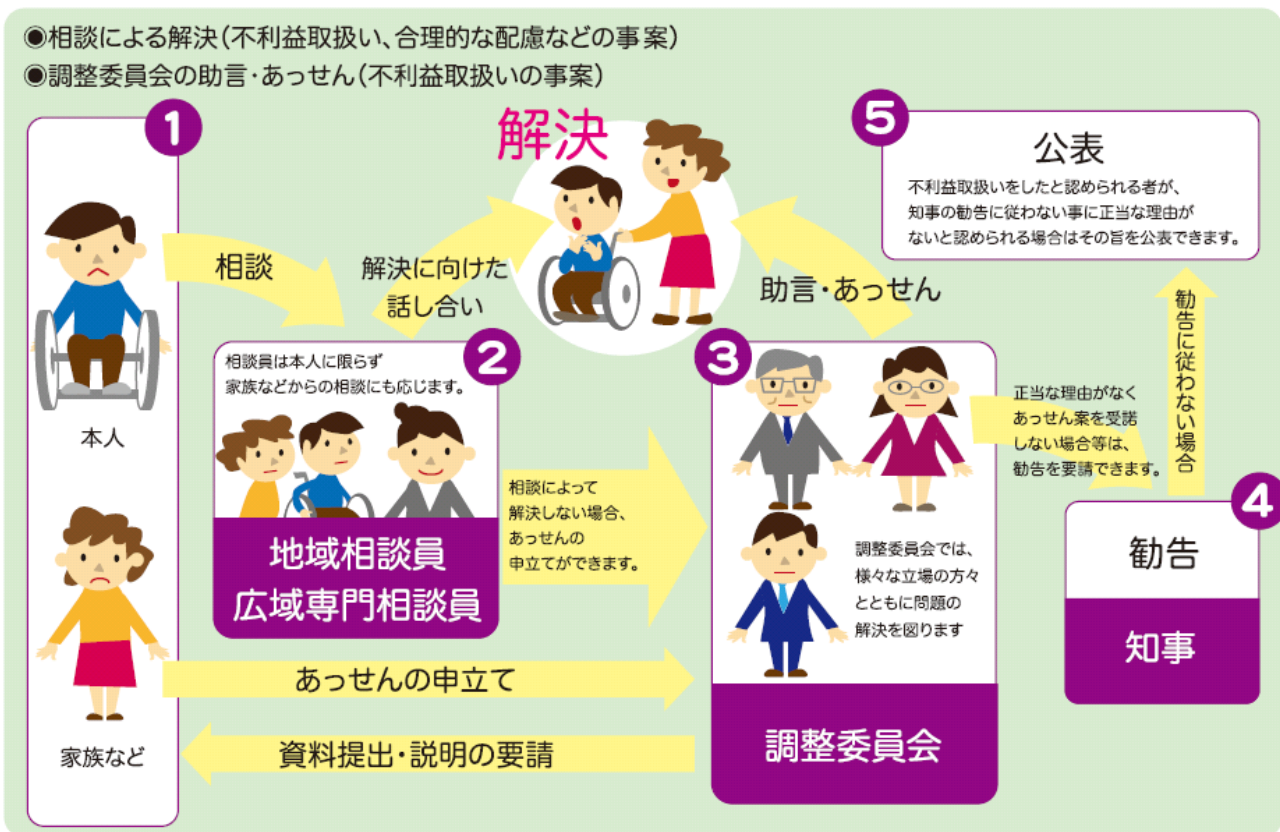 ◉相談による解決(不利益取扱い、合理的な配慮などの事案)
◉調整委員会の助言・あっせん(不利益取扱いの事案)
1
本人
家族など
相談
解決に向けた
話し合い
解決
2
相談員は本人に限らず
家族などからの相談にも応じます。
地域相談員
広域専門相談員
相談によって
解決しない場合、
あっせんの
申立てができます。
あっせんの申立て
資料提出・説明の要請
助言・あっせん
3
調整委員会では、
様々な立場の方々
とともに問題の
解決を図ります
調整委員会
正当な理由がなく
あっせん案を受諾
しない場合等は、
勧告を要請できます。
4
勧告
知事
勧告に従わない場合
5
公表
不利益取扱いをしたと認められる者が、
知事の勧告に従わない事に正当な理由が
ないと認められる場合はその旨を公表できます。